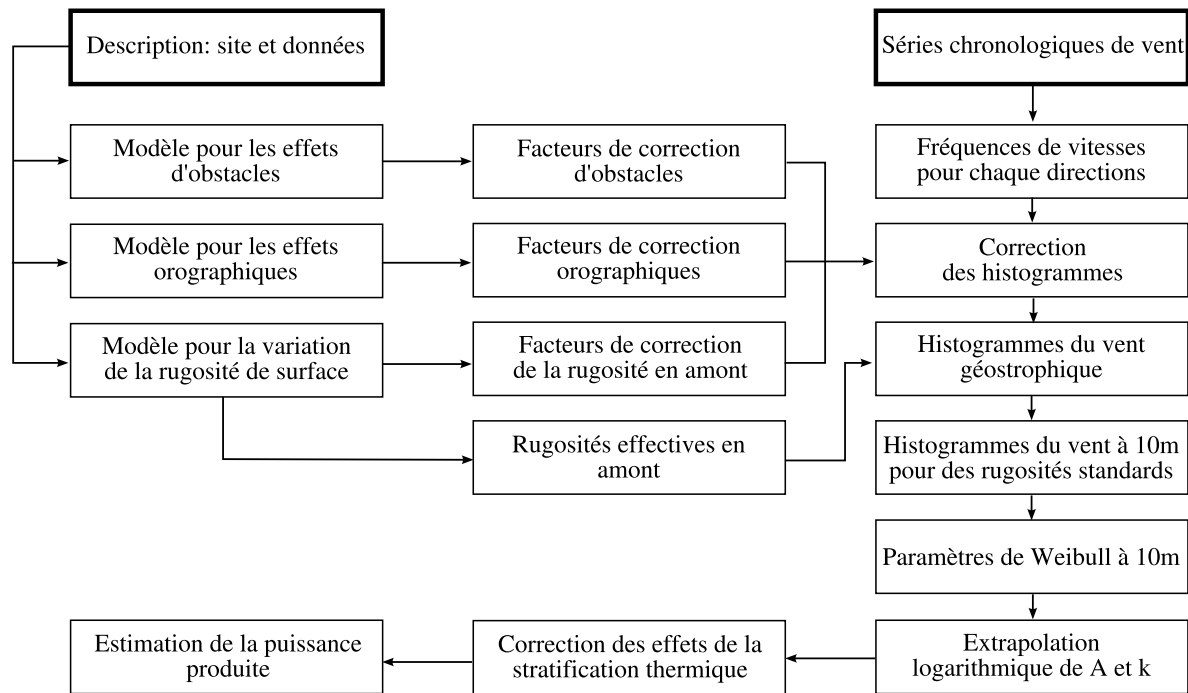 Description: site et données
Séries chronologiques de vent
Modèle pour les effets
d'obstacles
Facteurs de correction
d'obstacles
Fréquences de vitesses
pour chaque directions
Modèle pour les effets
orographiques
Facteurs de correction
orographiques
Correction
des histogrammes
Modèle pour la variation
de la rugosité de surface
Facteurs de correction
de la rugosité en amont
Histogrammes du vent
géostrophique
Rugosités effectives en
amont
Histogrammes du vent à 10m
pour des rugosités standards
Paramètres de Weibull à 10m
Estimation de la puissance
produite
Correction des effets de la
stratification thermique
Extrapolation
logarithmique de A et k